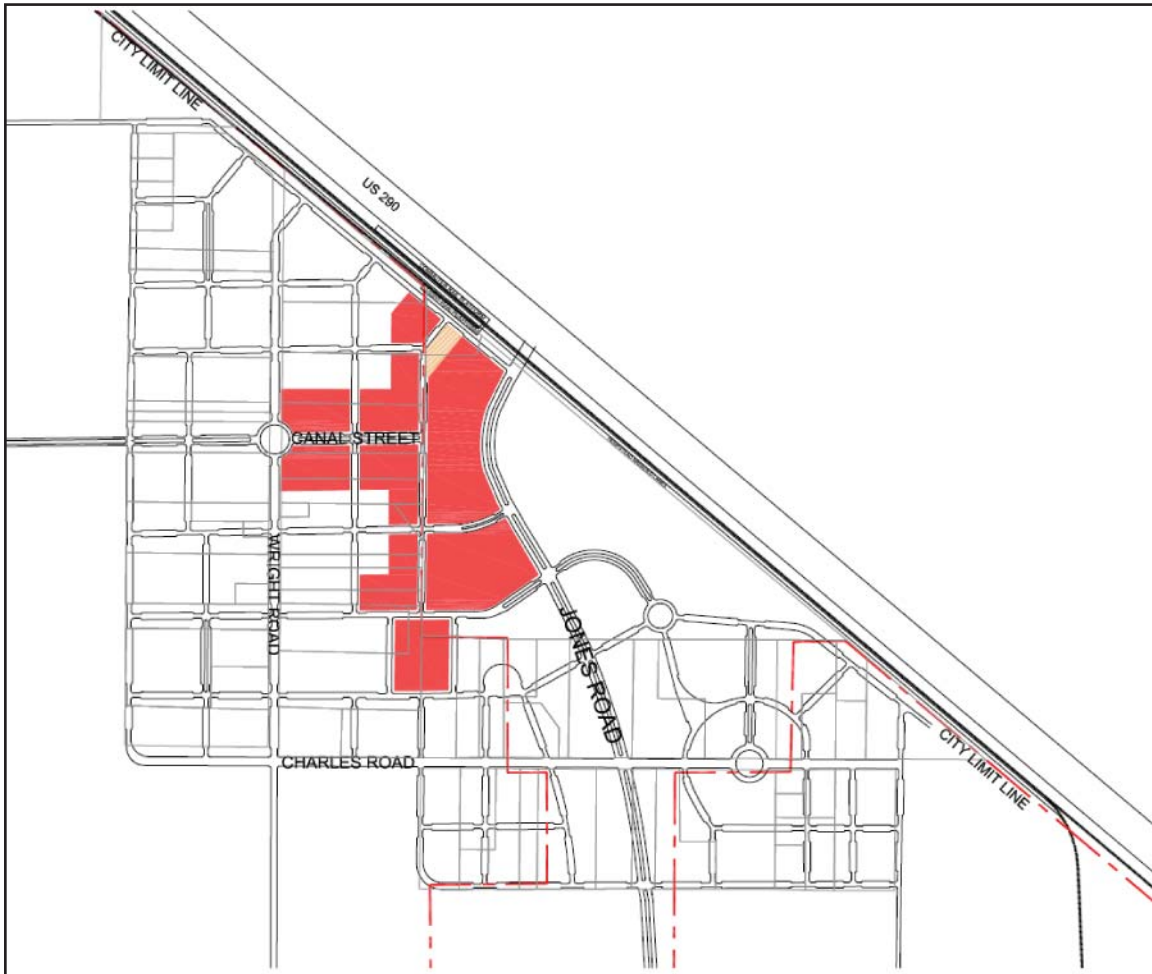 CITY LIMIT LINE
US 290
CANAL STREET
WRIGHT ROAD
JONES ROAD
CHARLES ROAD
CITY LIMIT LINE